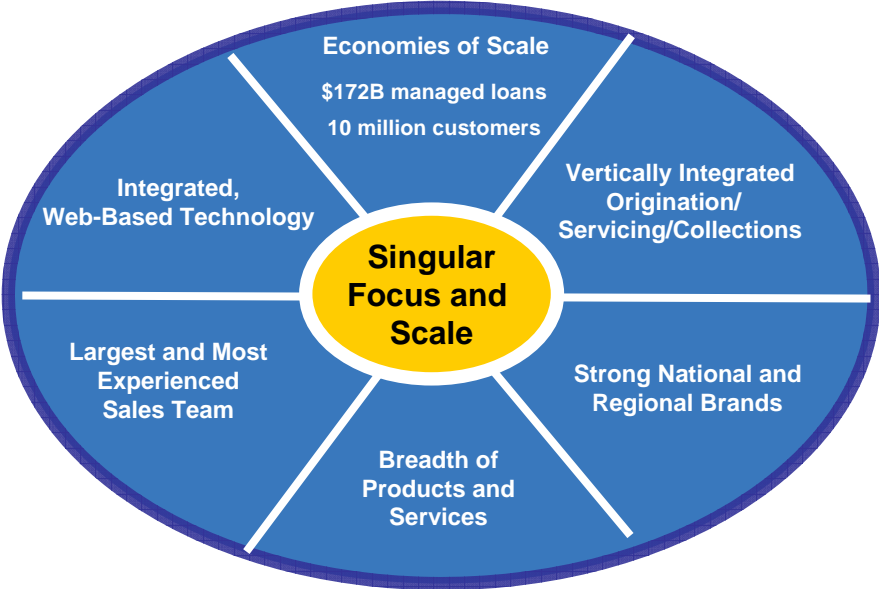 Economies of Scale
$172B managed loans
10 million customers
Vertically Integrated
Origination/
Servicing/Collections
Strong National and
Regional Brands
Breadth of
Products and
Services
Largest and Most
Experienced
Sales Team
Integrated,
Web-Based Technology
Singular
Focus and
Scale